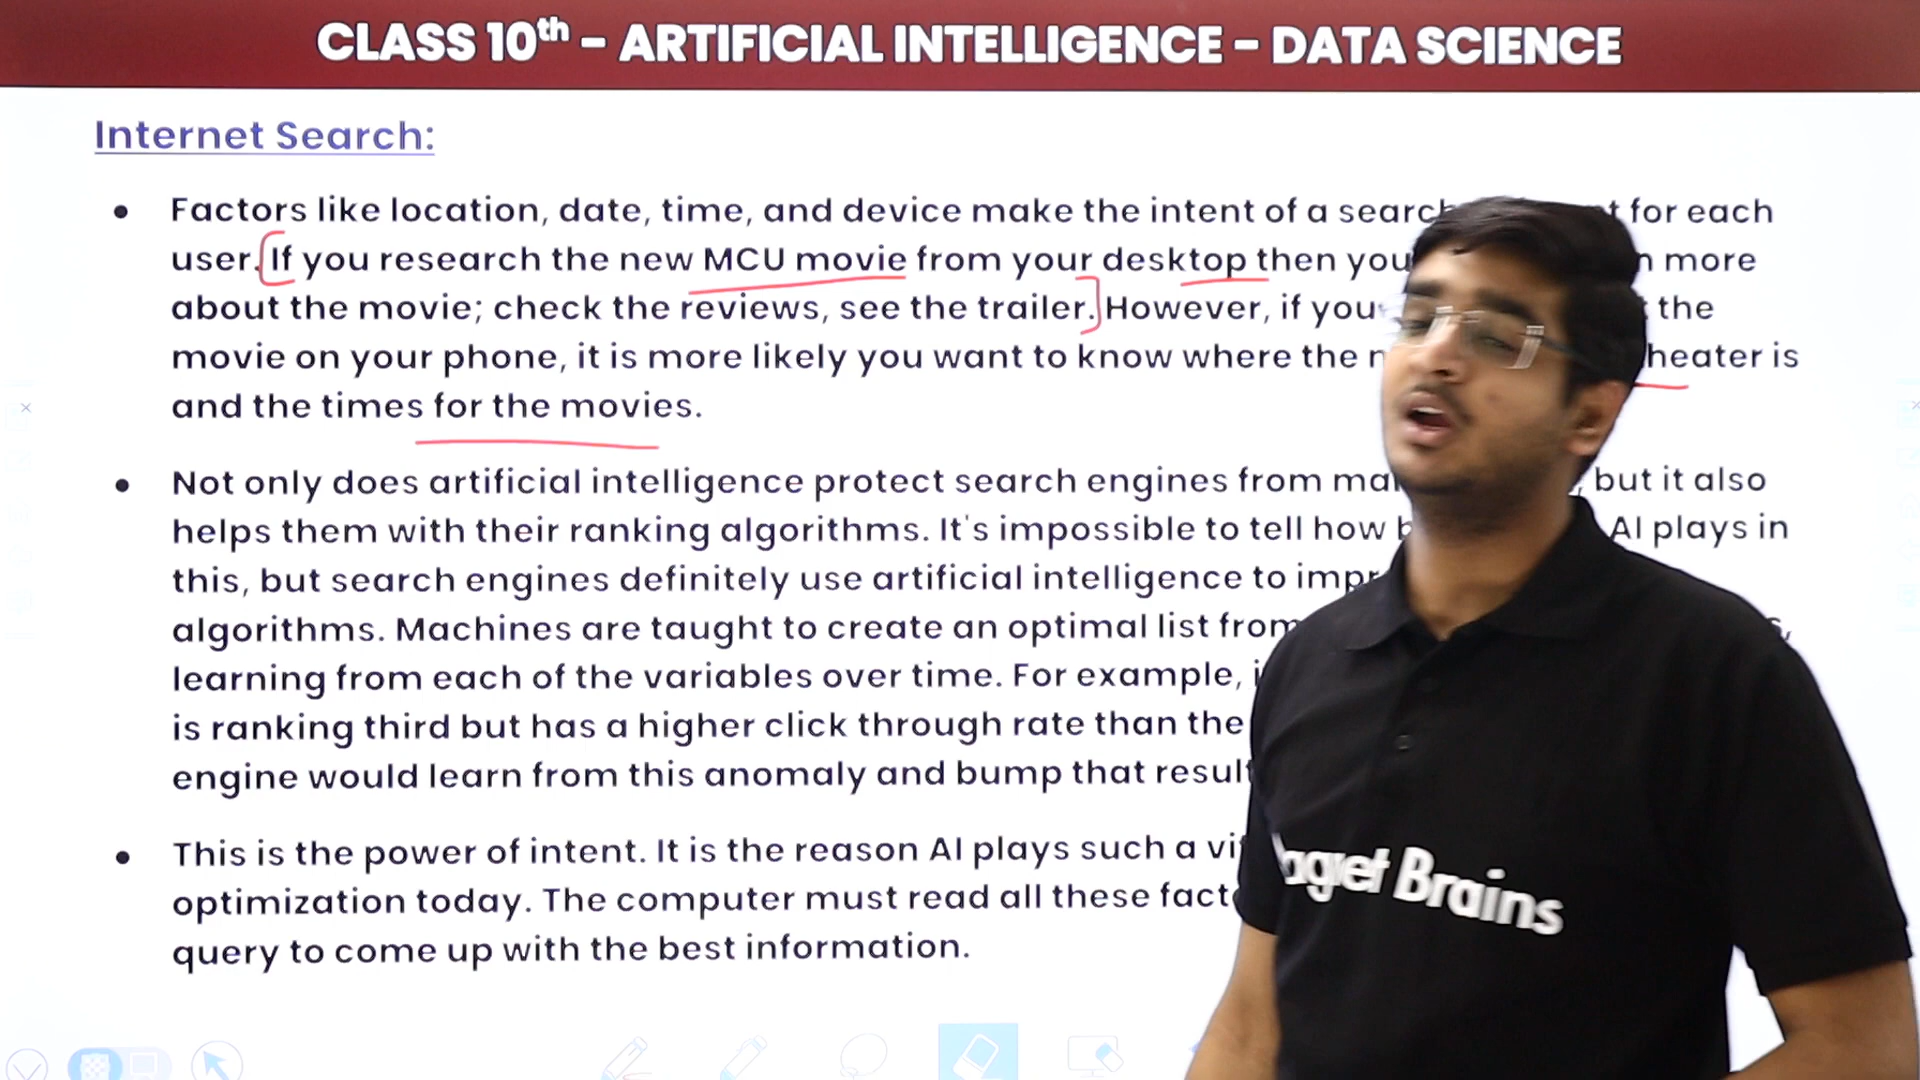 CLASS 10th – ARTIFICIAL INTELLIGENCE – DATA SCIENCE
Internet Search:
• Factors like location, date, time, and device make the intent of a search for each
user. If you research the new MCU movie from your desktop then you more
about the movie; check the reviews, see the trailer. However, if you the
movie on your phone, it is more likely you want to know where the heater is
and the times for the movies.
• Not only does artificial intelligence protect search engines from , but it also
helps them with their ranking algorithms. It's impossible to tell how AI plays in
this, but search engines definitely use artificial intelligence to
algorithms. Machines are taught to create an optimal list from
learning from each of the variables over time. For example,
is ranking third but has a higher click through rate than the
engine would learn from this anomaly and bump that result
• This is the power of intent. It is the reason AI plays such a
optimization today. The computer must read all these
query to come up with the best information.
agnet Brains